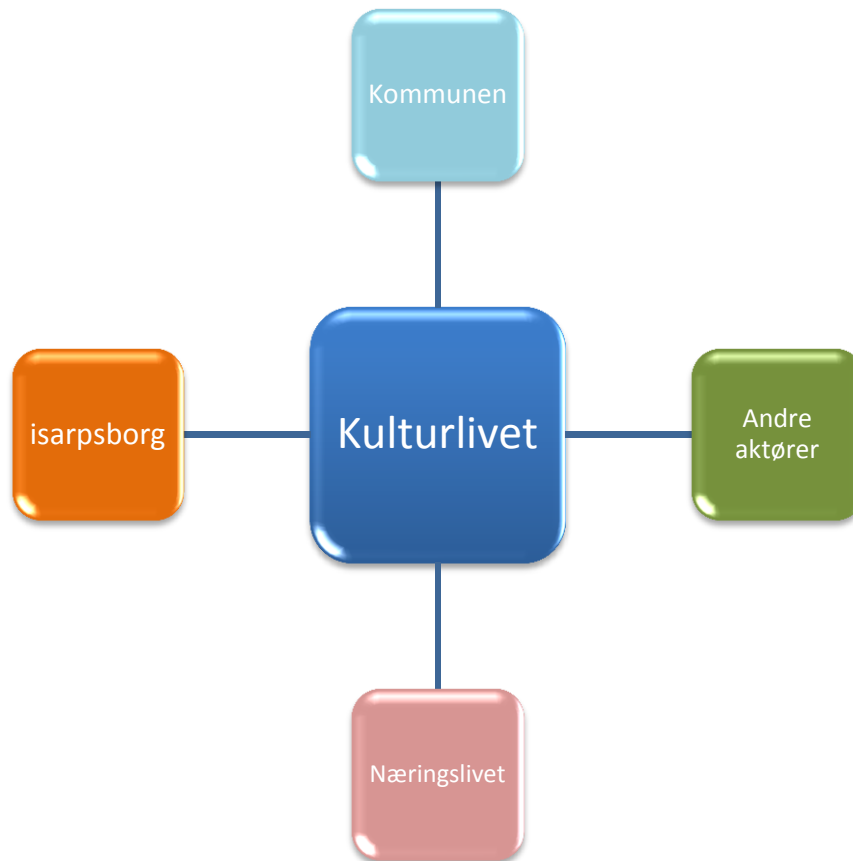 Kommunen
isarpsborg
Kulturlivet
Andre
aktører
Næringslivet